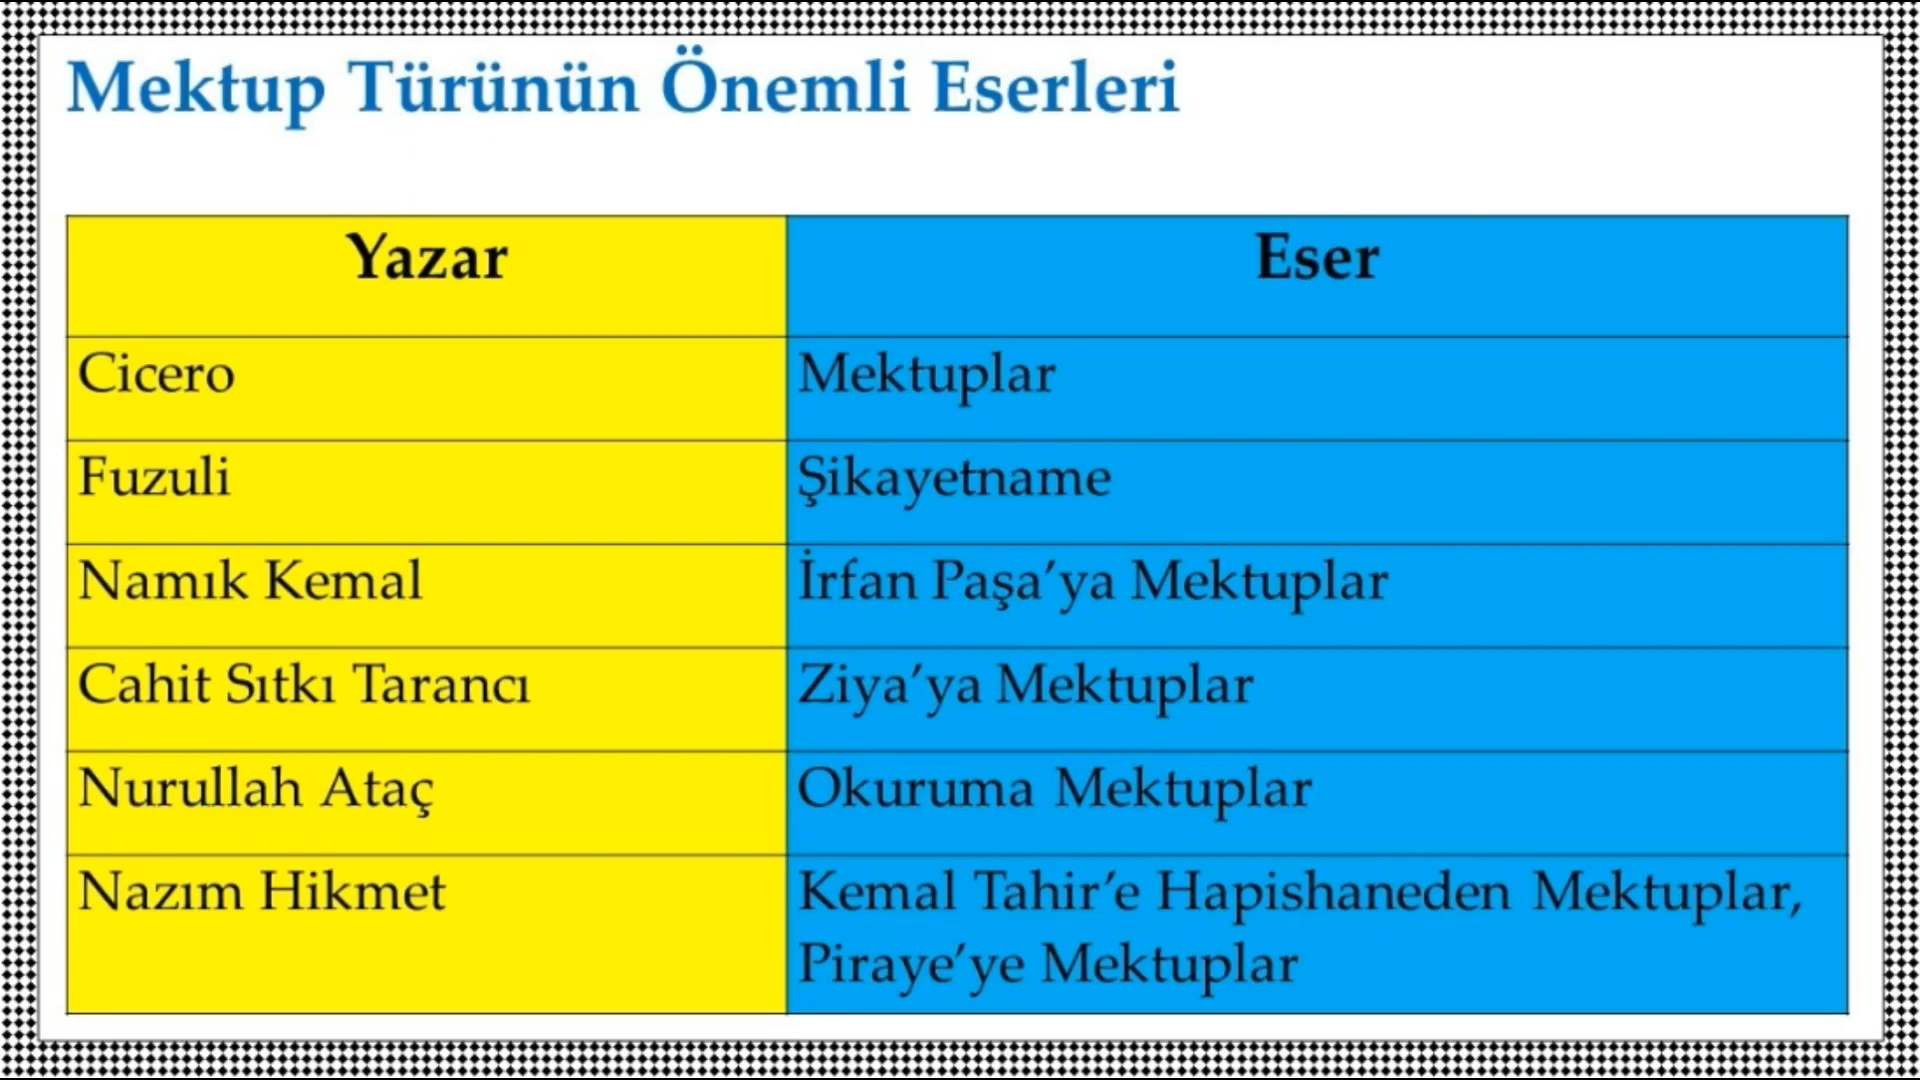 Mektup Türünün Önemli Eserleri
Yazar Eser
Cicero Mektuplar
Fuzuli Şikayetname
Namık Kemal İrfan Paşa’ya Mektuplar
Cahit Sıtkı Tarancı Ziya’ya Mektuplar
Nurullah Ataç Okuruma Mektuplar
Nazım Hikmet Kemal Tahir’e Hapishaneden Mektuplar,
Piraye’ye Mektuplar